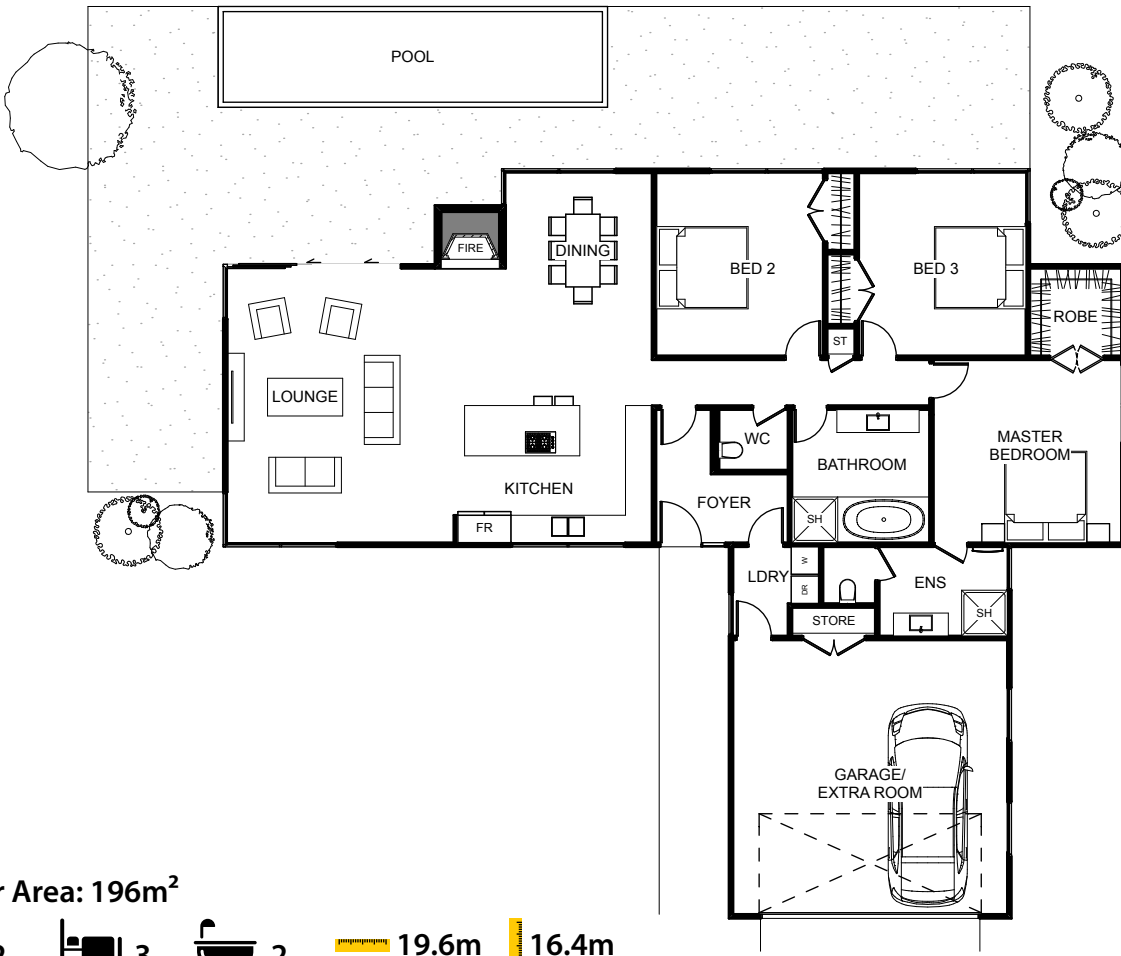 POOL
FIRE
DINING
BED 2
BED 3
ROBE
ST
LOUNGE
WC
MASTER
BEDROOM
BATHROOM
KITCHEN
FOYER
FR
SH
W
LDRY
DR
ENS
SH
STORE
GARAGE/
EXTRA ROOM
Area: 196m²
3 2 19.6m 16.4m